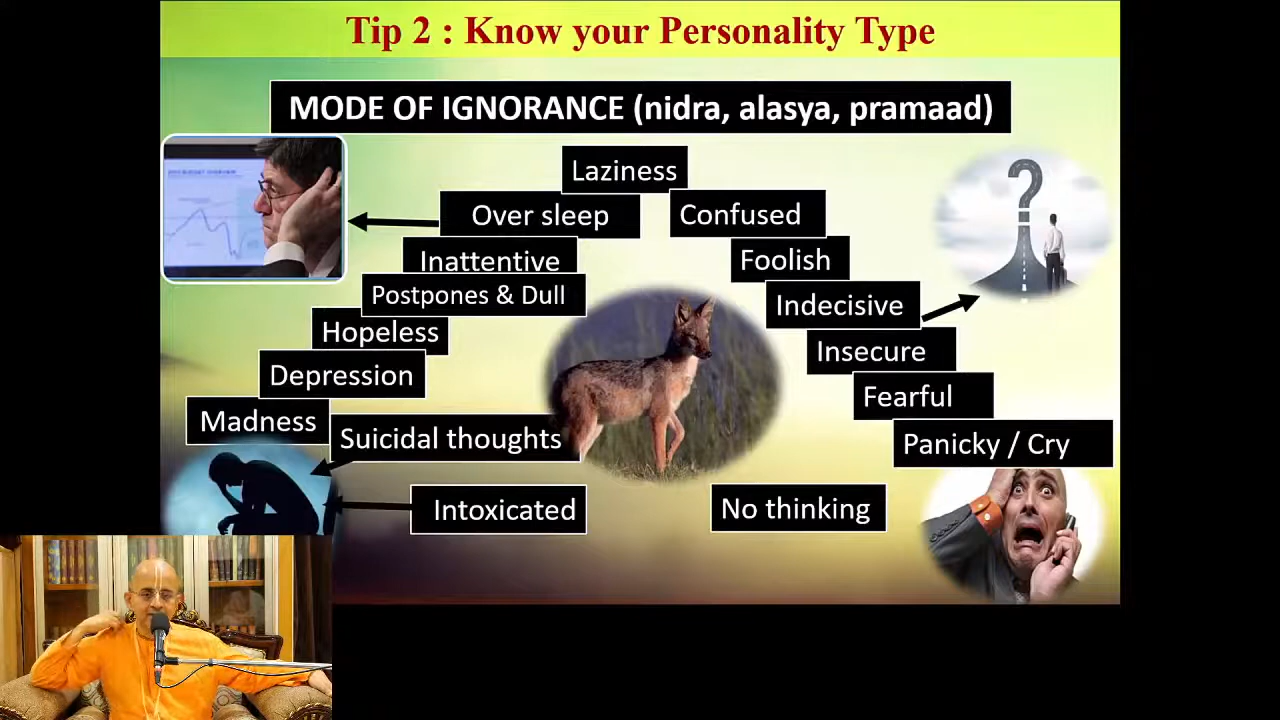 Tip 2 : Know your Personality Type
MODE OF IGNORANCE (nidra, alasya, pramaad)
Laziness
Over sleep
Confused
Inattentive
Foolish
Postpones & Dull
Indecisive
Hopeless
Insecure
Depression
Fearful
Madness
Suicidal thoughts
Panicky / Cry
Intoxicated
No thinking